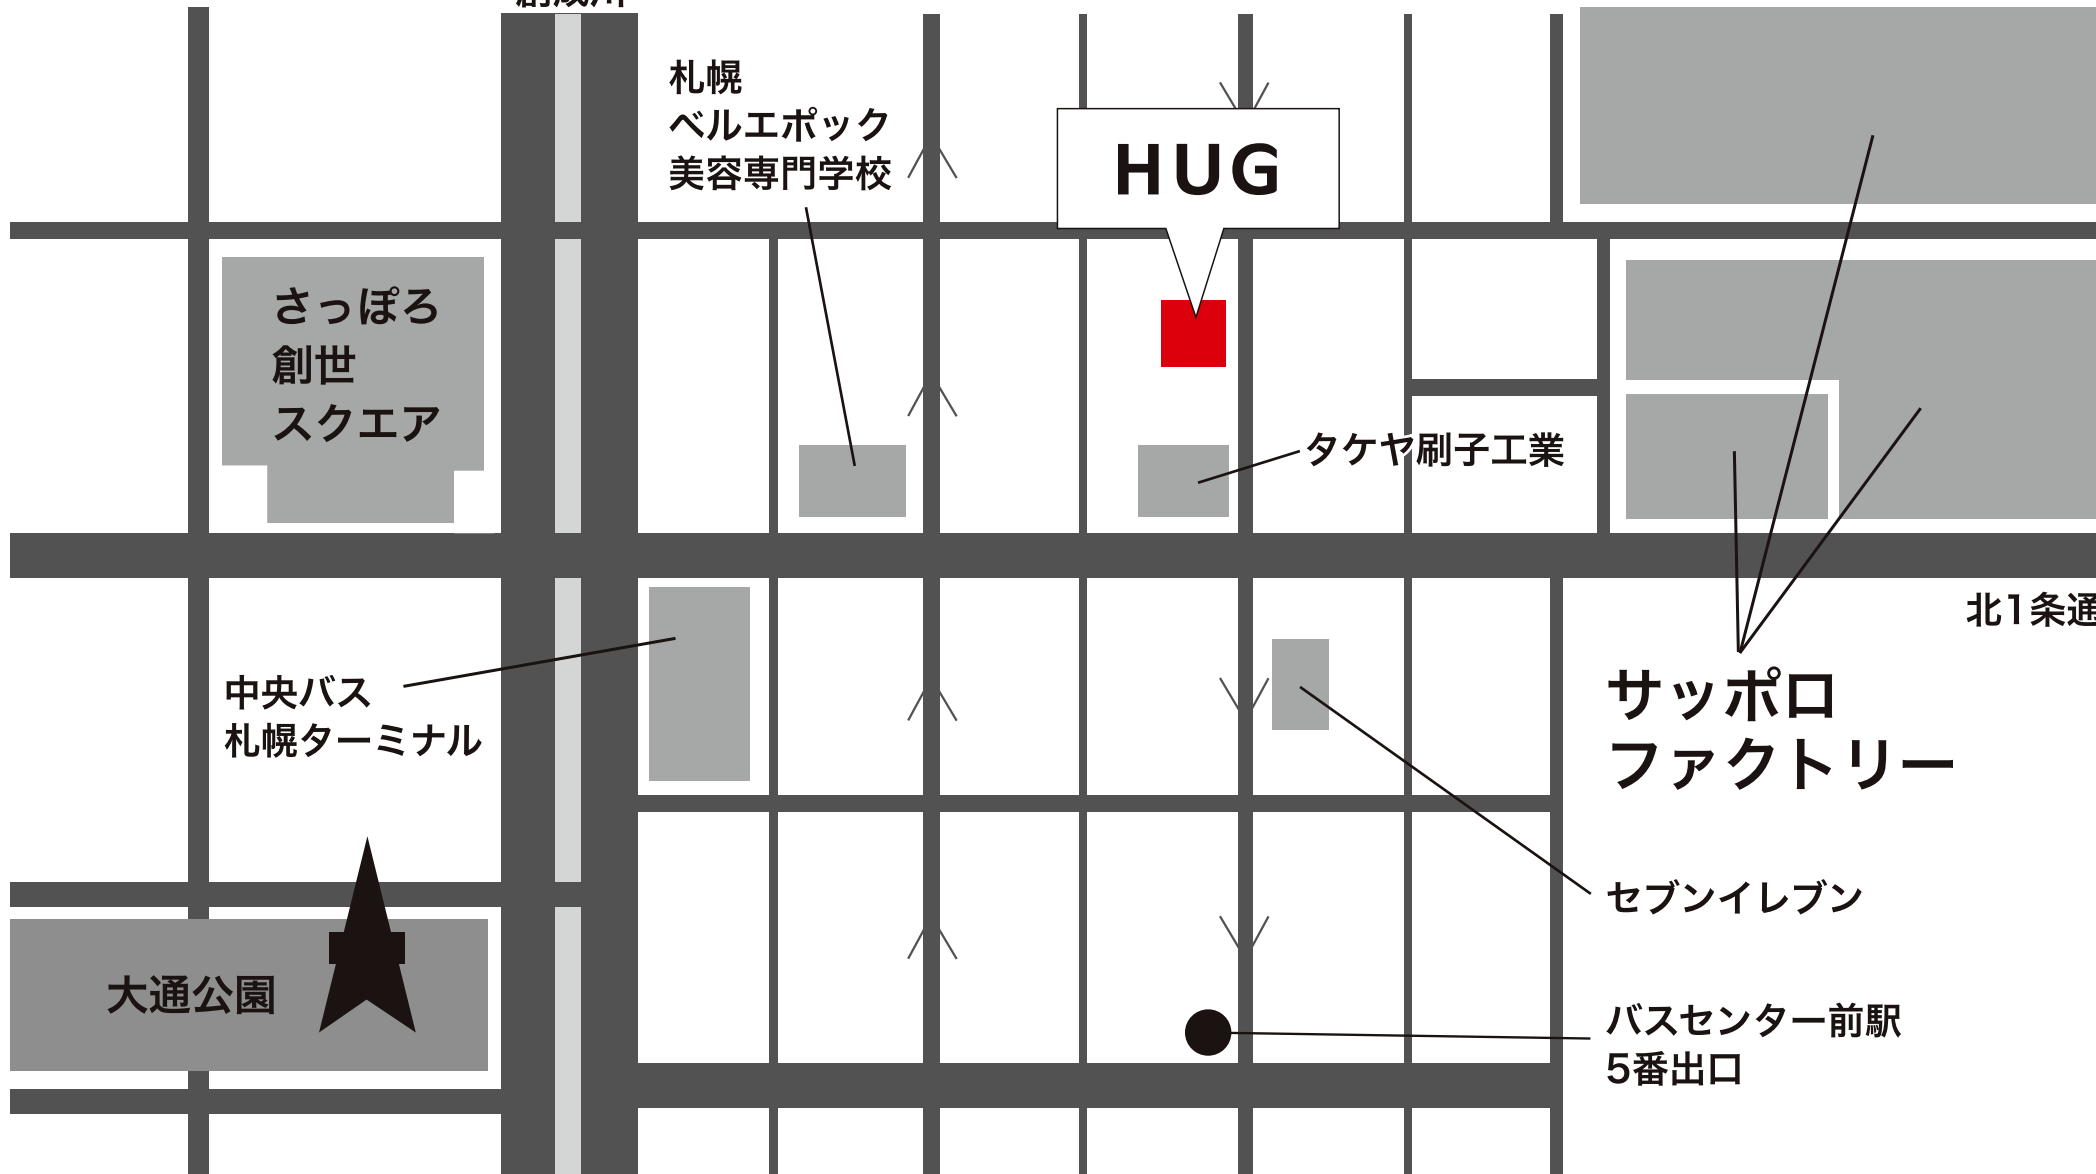 札幌
ベルエポック
美容専門学校
HUG
さっぽろ
創世
スクエア
タケヤ刷子工業
北1条通
中央バス
札幌ターミナル
サッポロ
ファクトリー
セブンイレブン
大通公園
バスセンター前駅
5番出口